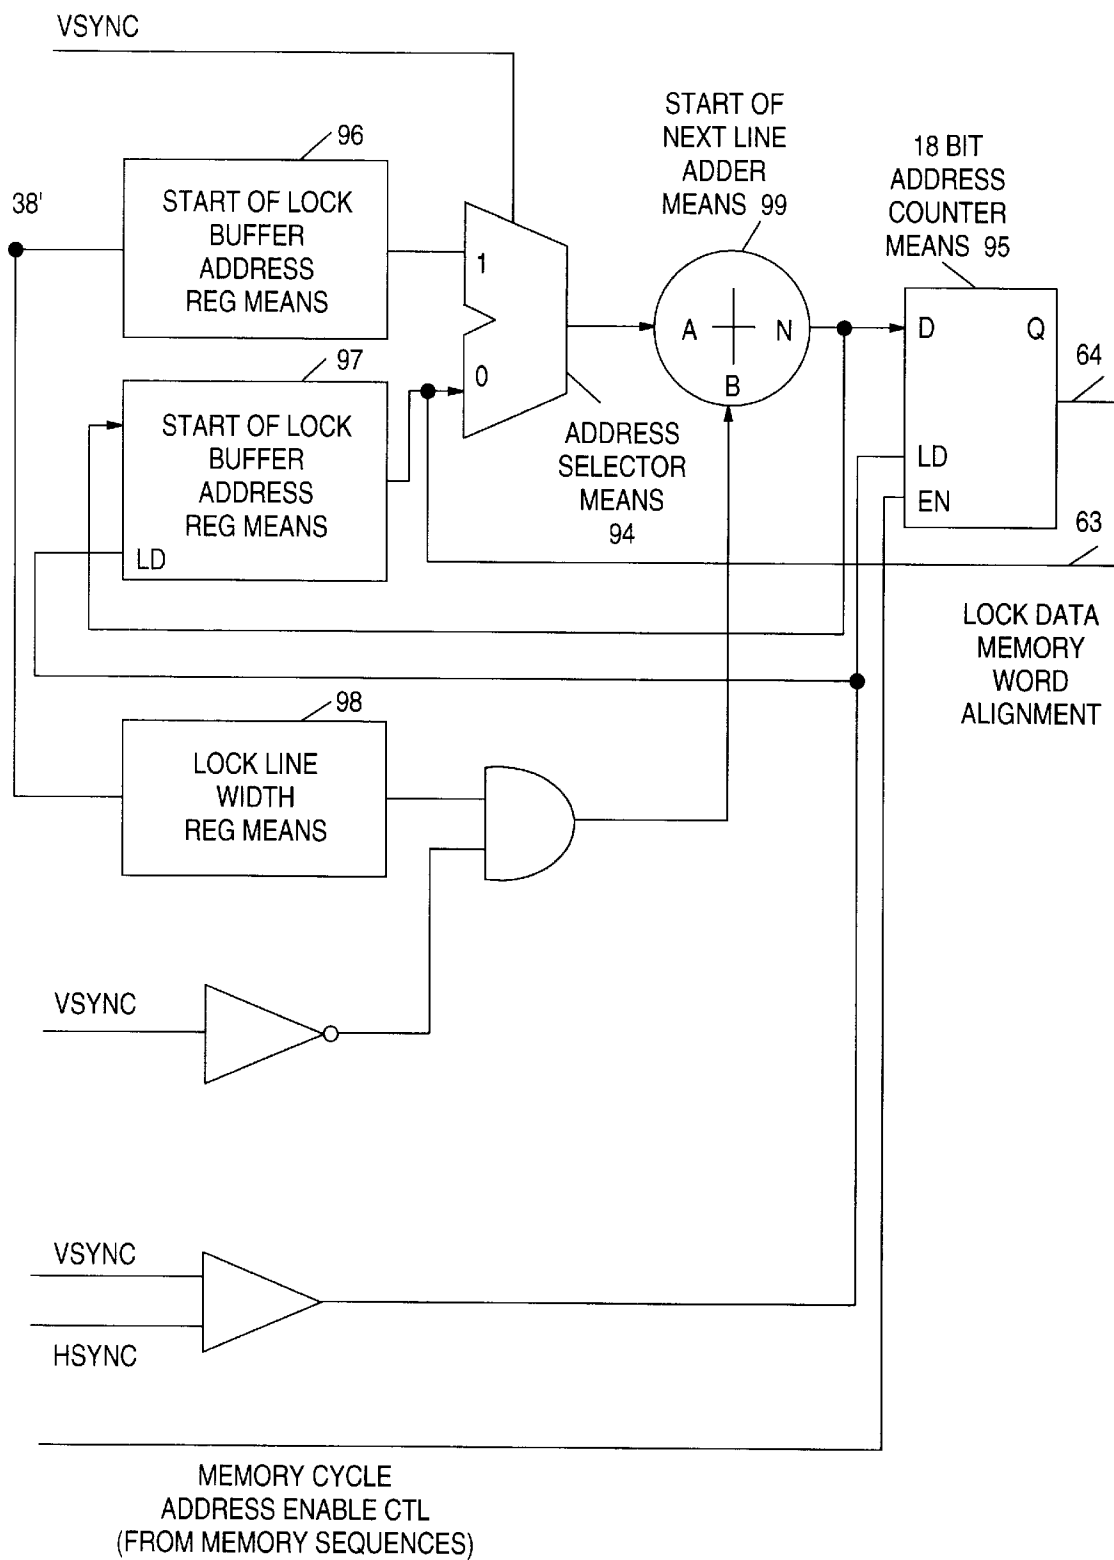 VSYNC
96
38'
START OF LOCK
BUFFER
ADDRESS
REG MEANS
1
0
START OF
NEXT LINE
ADDER
MEANS 99
A
N
B
18 BIT
ADDRESS
COUNTER
MEANS 95
D
Q
LD
EN
64
63
97
START OF LOCK
BUFFER
ADDRESS
REG MEANS
LD
ADDRESS
SELECTOR
MEANS
94
LOCK DATA
MEMORY
WORD
ALIGNMENT
98
LOCK LINE
WIDTH
REG MEANS
VSYNC
VSYNC
HSYNC
MEMORY CYCLE
ADDRESS ENABLE CTL
(FROM MEMORY SEQUENCES)